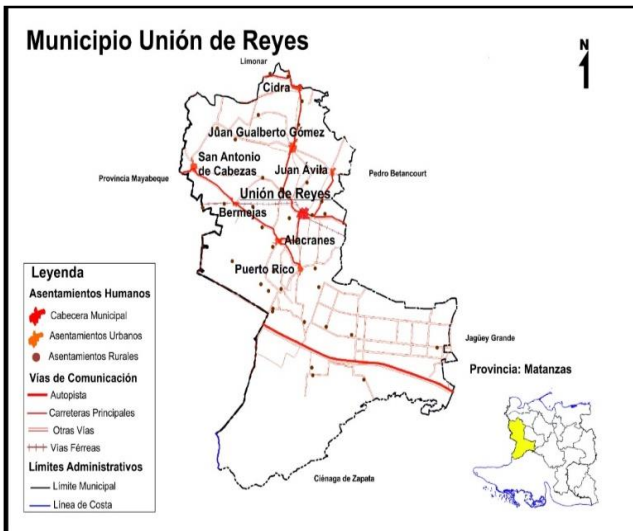 Municipio Unión de Reyes
N
Limonar
Cidra
Juan Gualberto Gómez
San Antonio
de Cabezas
Juan Ávila
Provincia Mayabeque
Pedro Betancourt
Unión de Reyes
Bermejas
Alacranes
Puerto Rico
Leyenda
Asentamientos Humanos
Cabecera Municipal
Asentamientos Urbanos
Asentamientos Rurales
Vías de Comunicación
Autopista
Carreteras Principales
Otras Vías
Vías Férreas
Límites Administrativos
Límite Municipal
Línea de Costa
Jagüey Grande
Provincia: Matanzas
Ciénaga de Zapata